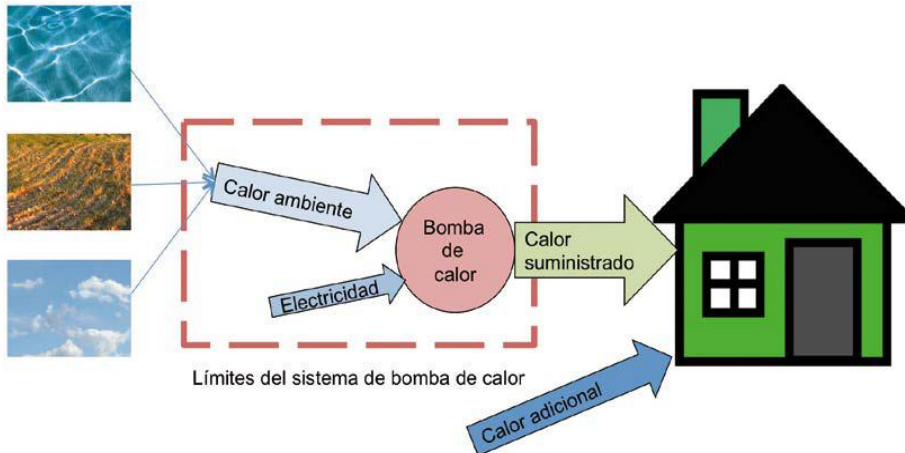 Calor ambiente
Bomba
de
calor
Calor
suministrado
Electricidad
Límites del sistema de bomba de calor
Calor adicional